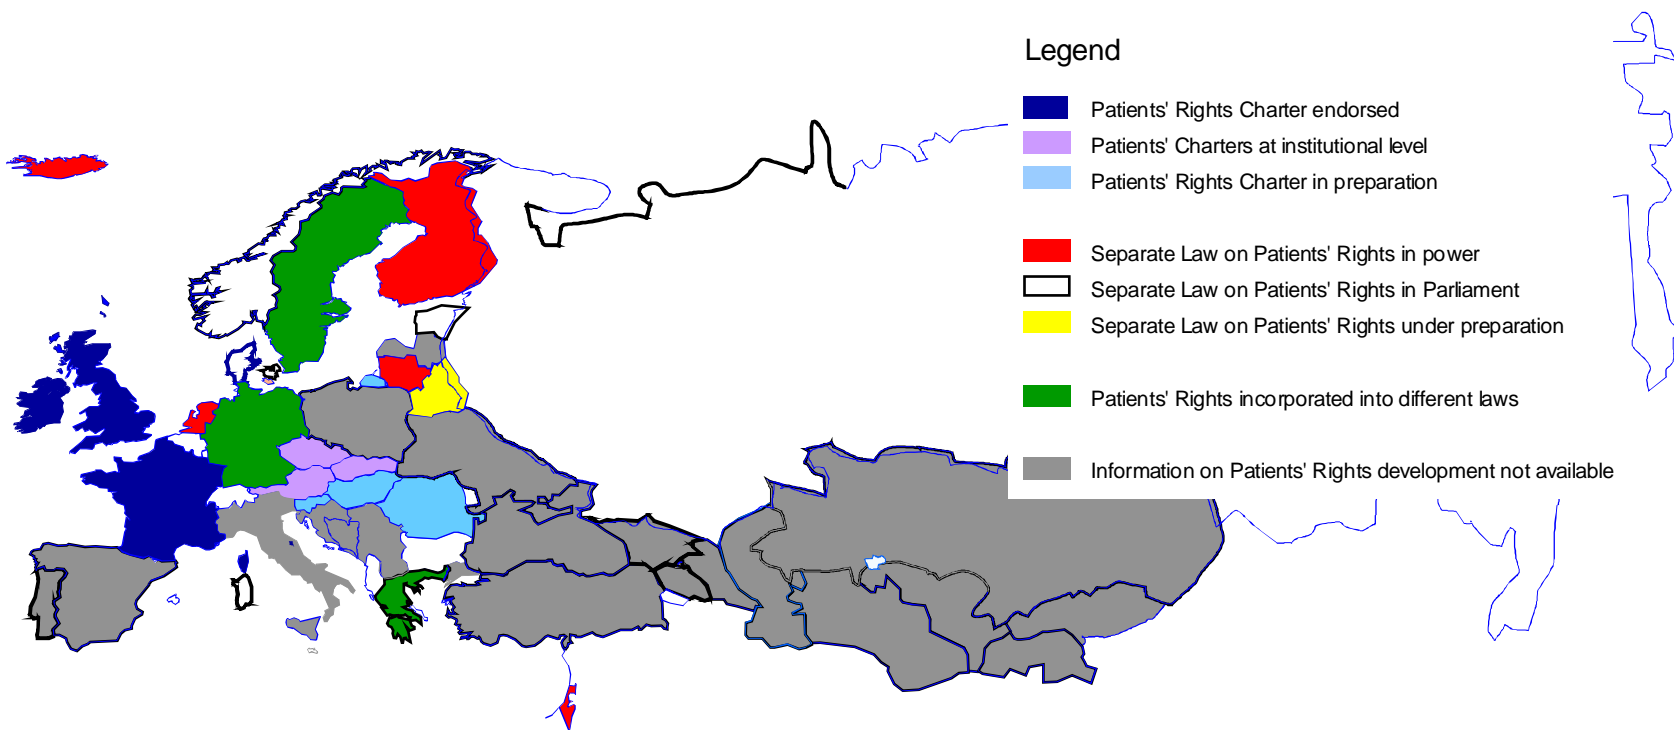 Legend
Patients' Rights Charter endorsed
Patients' Charters at institutional level
Patients' Rights Charter in preparation
Separate Law on Patients' Rights in power
Separate Law on Patients' Rights in Parliament
Separate Law on Patients' Rights under preparation
Patients' Rights incorporated into different laws
Information on Patients' Rights development not available